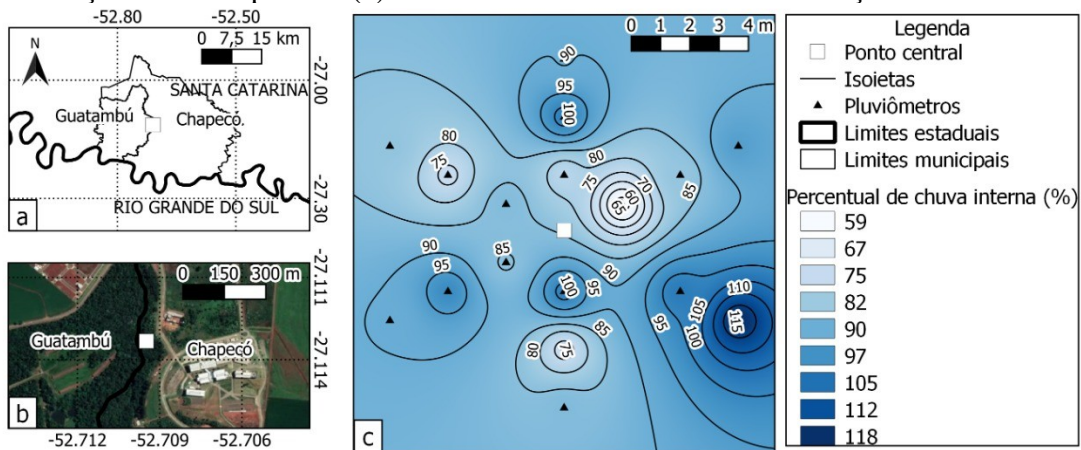 -52.80
-52.50
N
0 7,5 15 km
-27.00
SANTA CATARINA
Guatambú
Chapecó
RIO GRANDE DO SUL
-27.30
a
0 150 300 m
-27.111
Guatambú
Chapecó
-27.114
b
-52.712
-52.709
-52.706
0 1 2 3 4 m
90
95
100
80
75
80
75
70
60
65
85
90
95
85
90
100
95
110
105
115
95
100
85
80
75
c
Legenda
Ponto central
Isoietas
Pluviômetros
Limites estaduais
Limites municipais
Percentual de chuva interna (%)
59
67
75
82
90
97
105
112
118